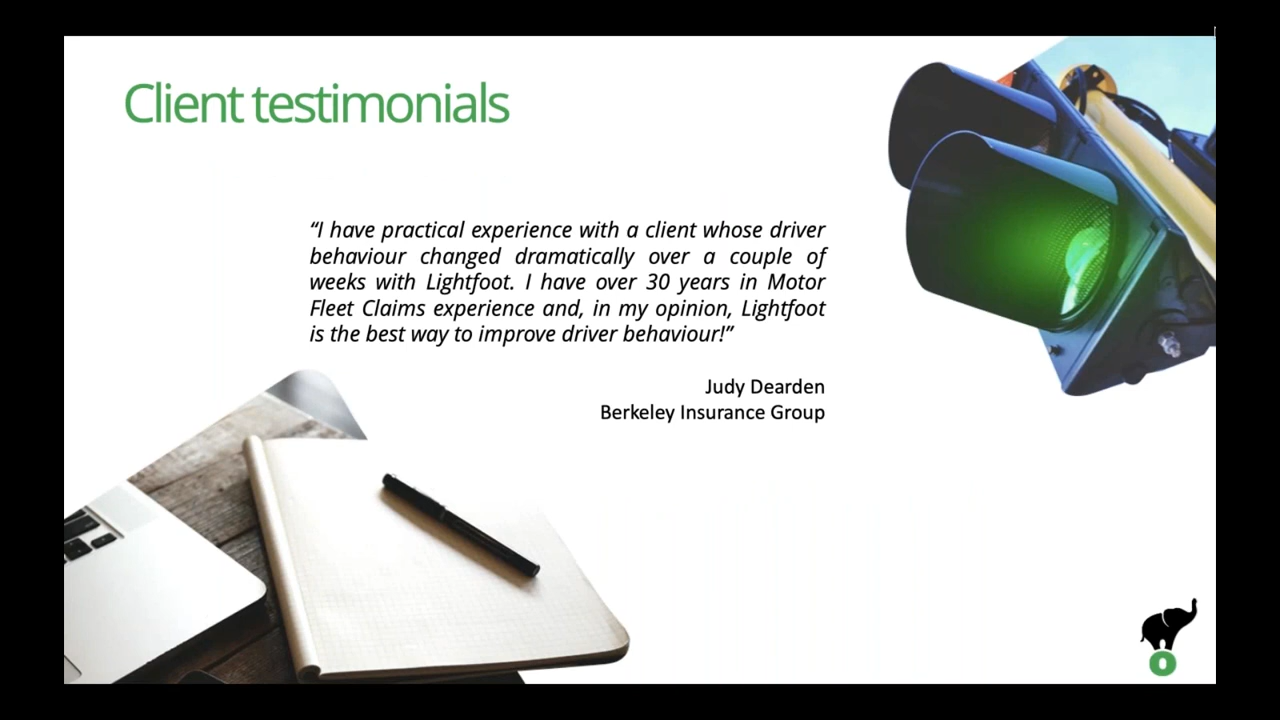 Client testimonials
“I have practical experience with a client whose driver
behaviour changed dramatically over a couple of
weeks with Lightfoot. I have over 30 years in Motor
Fleet Claims experience and, in my opinion, Lightfoot
is the best way to improve driver behaviour!”
Judy Dearden
Berkeley Insurance Group